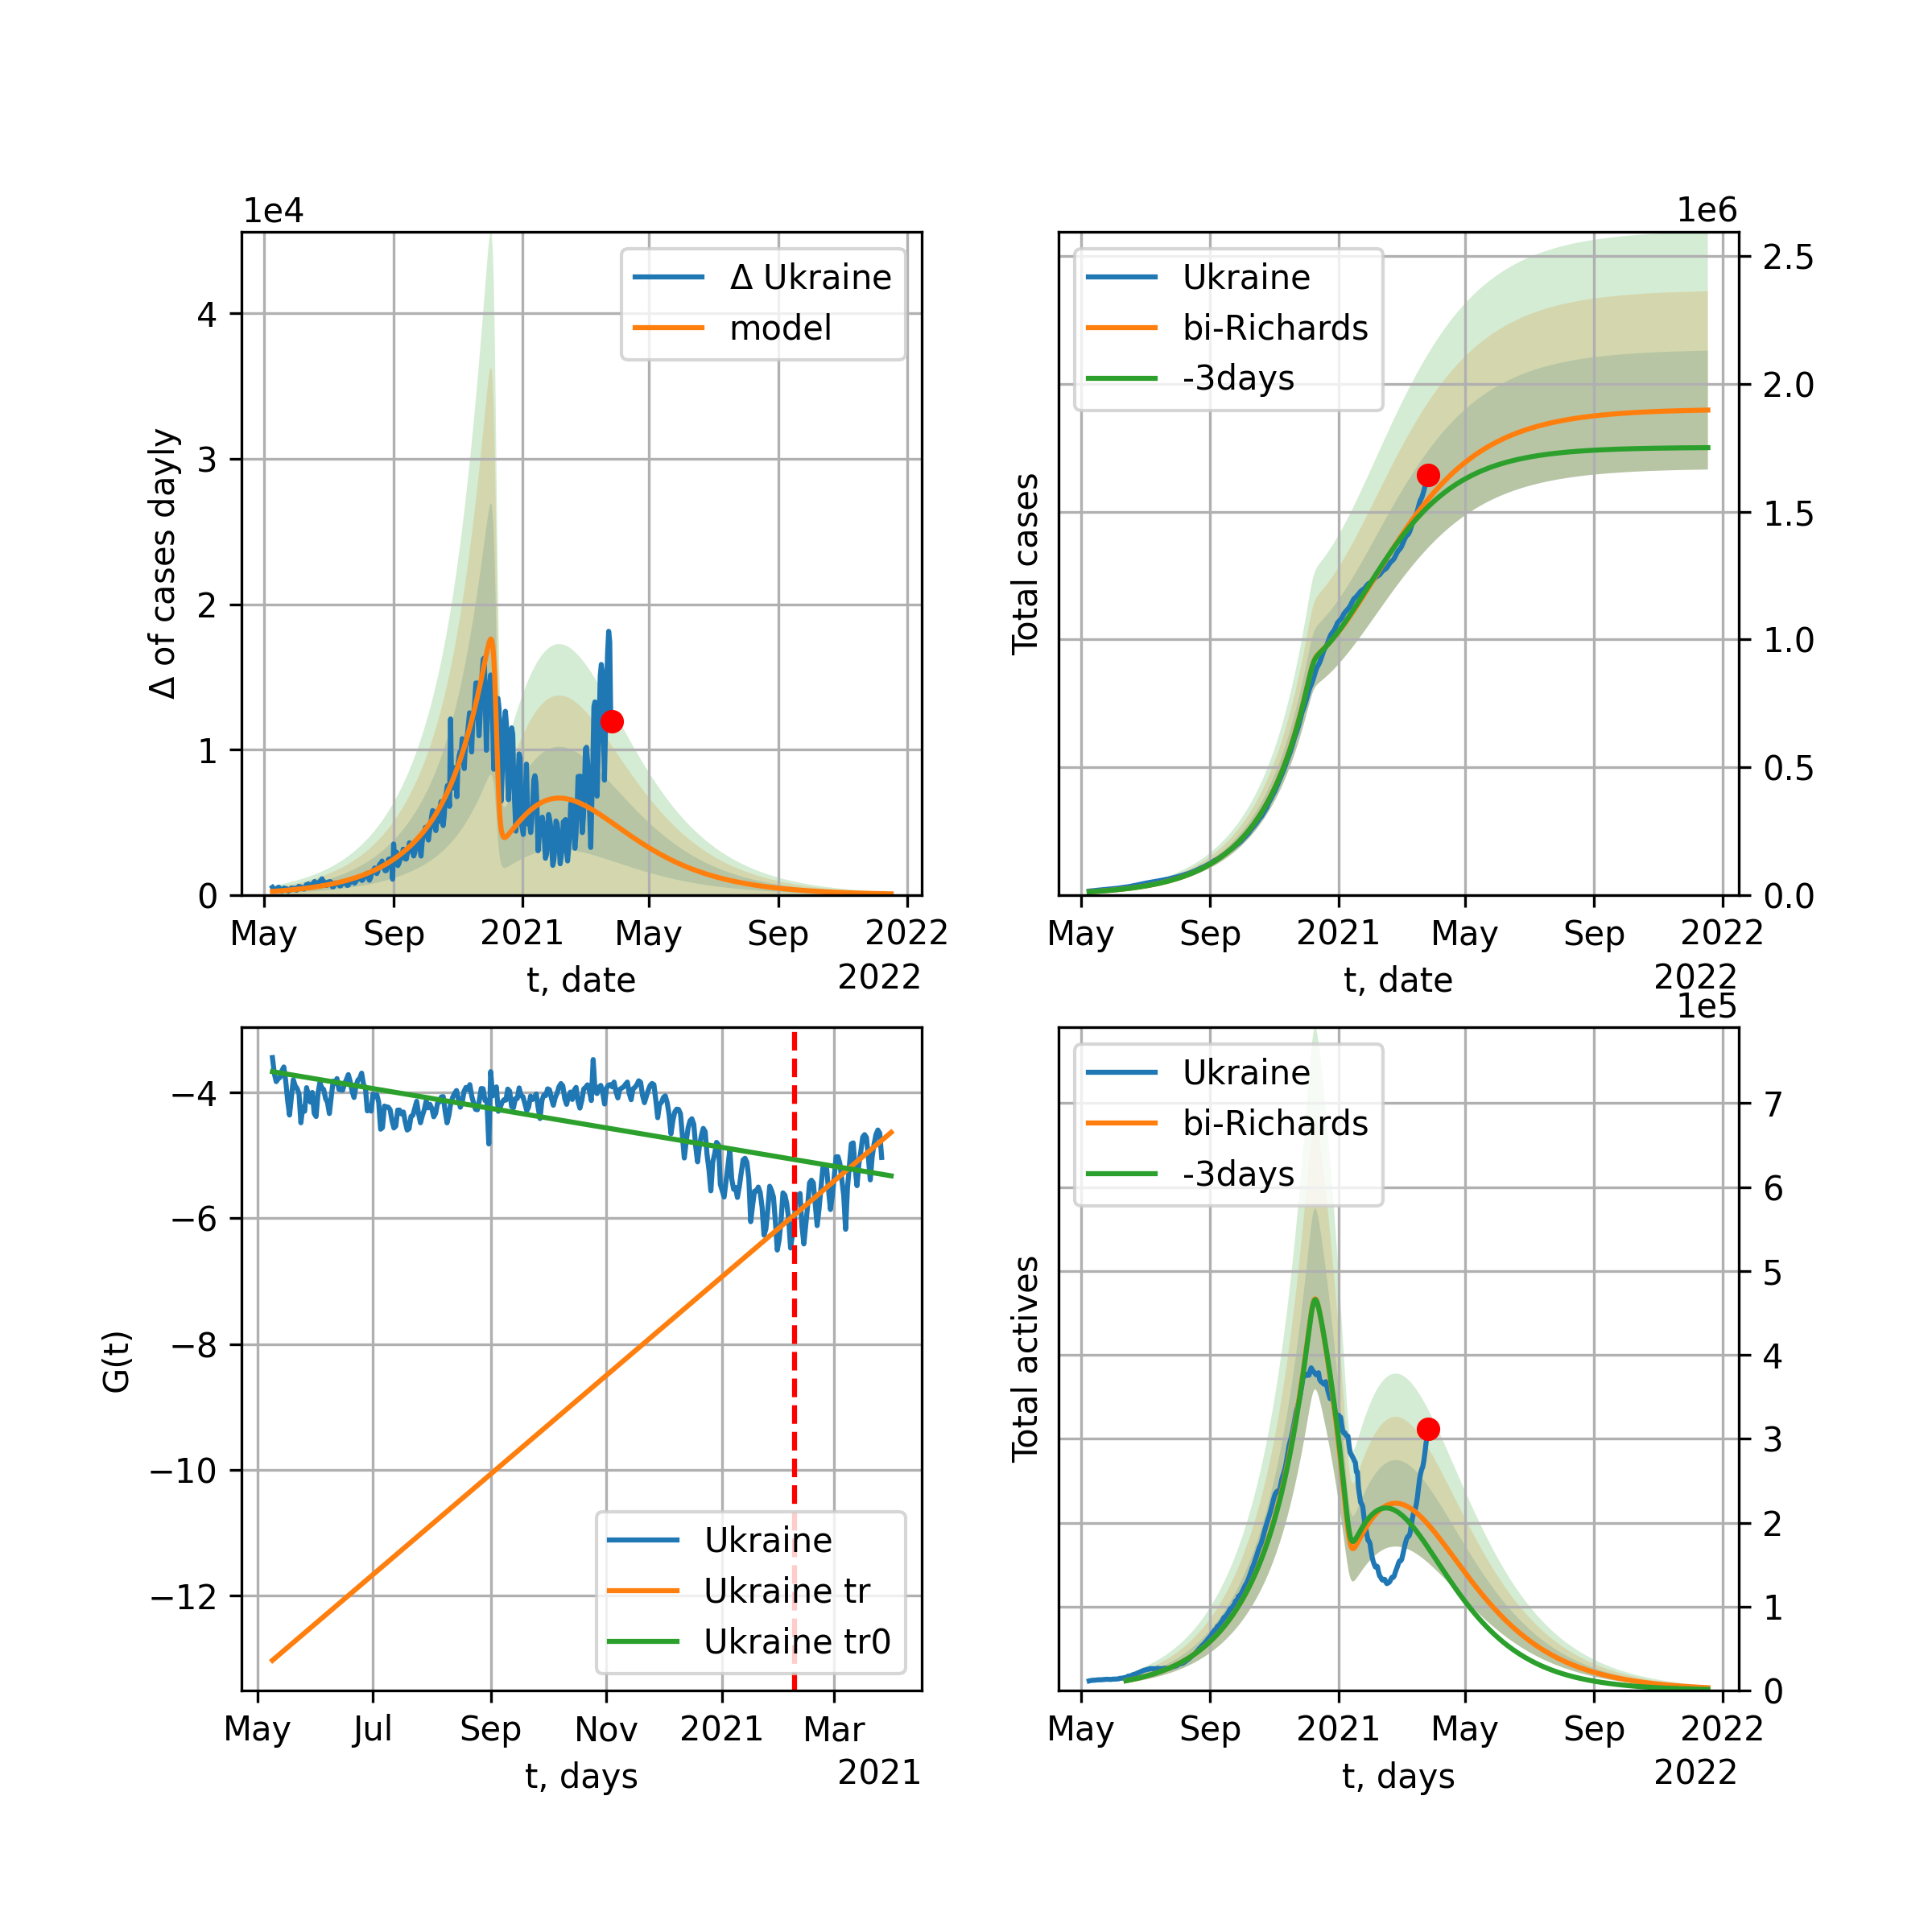 1e4
Δ of cases dayly
4
3
2
1
0
Δ Ukraine
model
May Sep 2021 May Sep 2022
t, date
2022
1e6
Total cases
Ukraine
bi-Richards
-3days
2.5
2.0
1.5
1.0
0.5
0.0
May Sep 2021 May Sep 2022
t, date
2022
G(t)
−4
−6
−8
−10
−12
Ukraine
Ukraine tr
Ukraine tr0
May Jul Sep Nov 2021 Mar
t, days
2021
1e5
Total actives
Ukraine
bi-Richards
-3days
7
6
5
4
3
2
1
0
May Sep 2021 May Sep 2022
t, days
2022